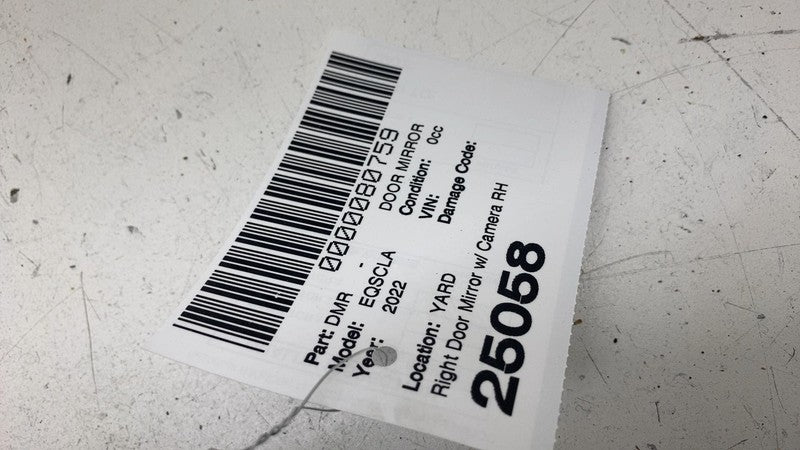 0000080759
Part: DMR - DOOR MIRROR
Model: EQSCLA Condition: 0cc
Year: 2022 VIN:
Damage Code:
Location: YARD
Right Door Mirror w/ Camera RH
25058